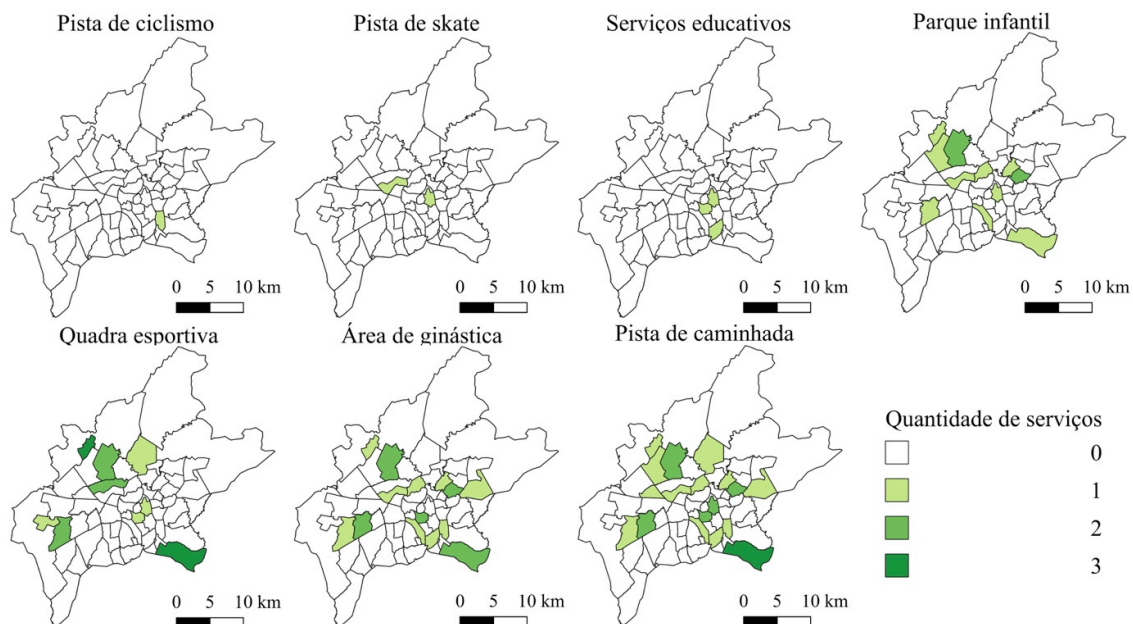 Pista de ciclismo
Pista de skate
Serviços educativos
Parque infantil
0 5 10 km
0 5 10 km
0 5 10 km
0 5 10 km
Quadra esportiva
Área de ginástica
Pista de caminhada
0 5 10 km
0 5 10 km
0 5 10 km
Quantidade de serviços
0
1
2
3